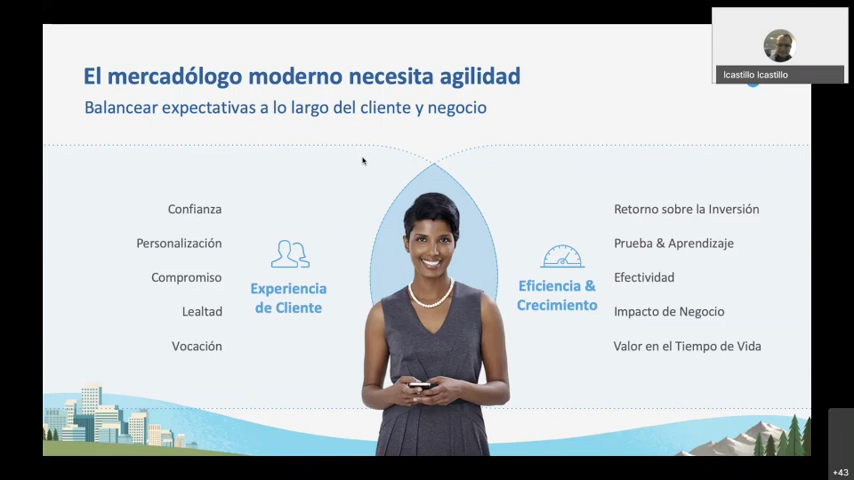 El mercadólogo moderno necesita agilidad
Balancear expectativas a lo largo del cliente y negocio
lcastillo lcastillo
Confianza
Personalización
Compromiso
Lealtad
Vocación
Experiencia
de Cliente
Eficiencia &
Crecimiento
Retorno sobre la Inversión
Prueba & Aprendizaje
Efectividad
Impacto de Negocio
Valor en el Tiempo de Vida
+43